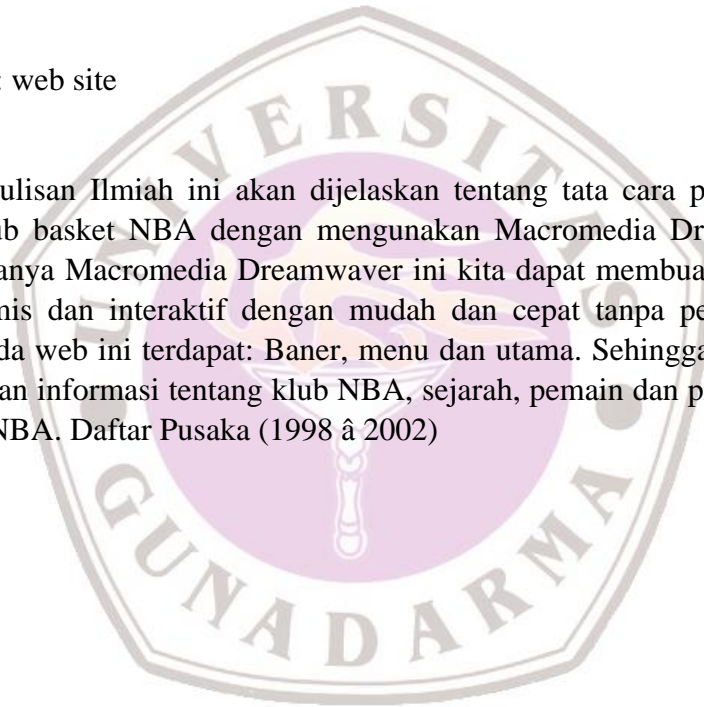 : web site
ulisan Ilmiah ini akan dijelaskan tentang tata cara p
ub basket NBA dengan mengunakan Macromedia Dr
anya Macromedia Dreamwaver ini kita dapat membua
mis dan interaktif dengan mudah dan cepat tanpa pe
da web ini terdapat: Baner, menu dan utama. Sehingga
an informasi tentang klub NBA, sejarah, pemain dan p
NBA. Daftar Pusaka (1998 â 2002)
UNIVERSITAS
GUNADARMA